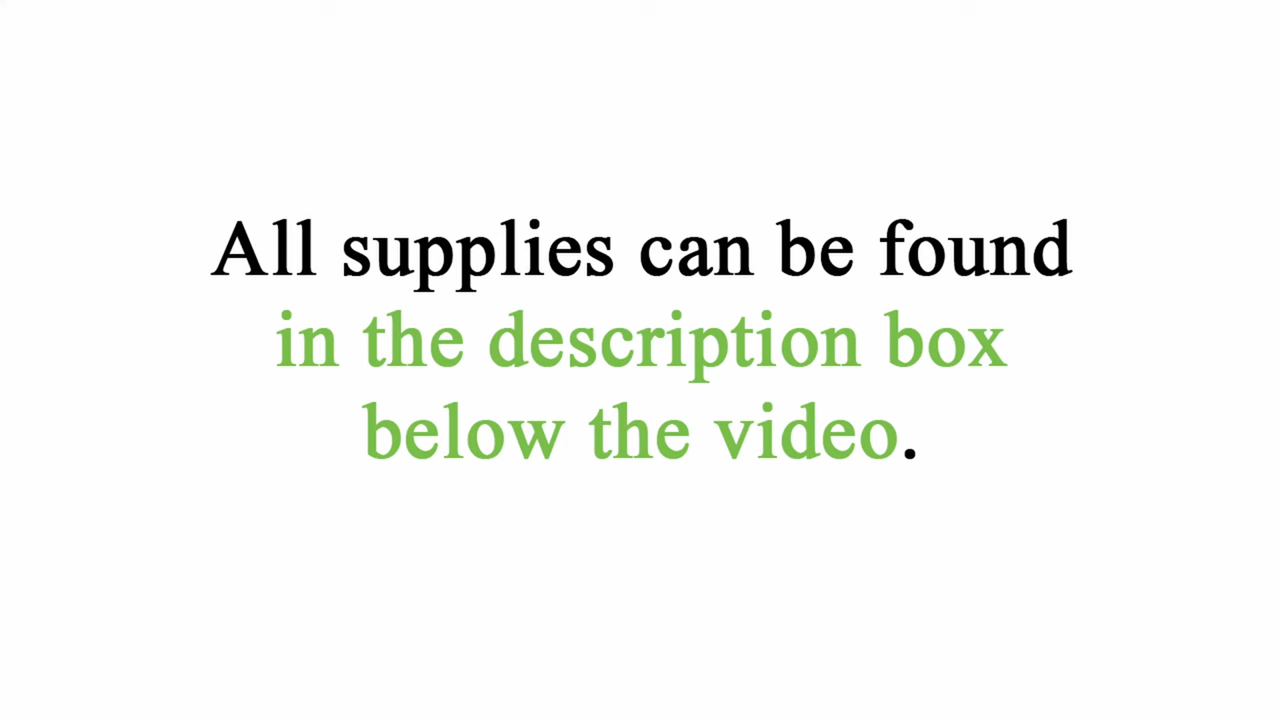 All supplies can be found
in the description box
below the video.